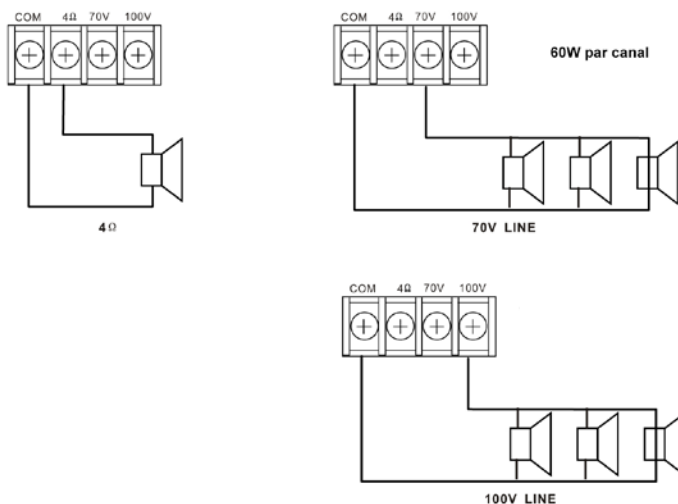 COM 4Ω 70V 100V
4Ω
COM 4Ω 70V 100V
60W par canal
70V LINE
COM 4Ω 70V 100V
100V LINE